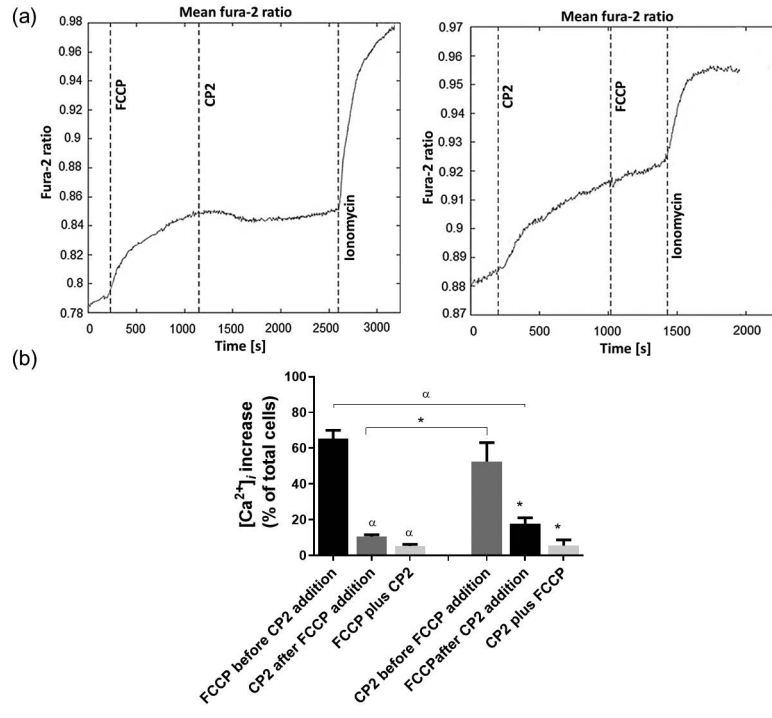 (a)
Mean fura-2 ratio
0.98
0.96
0.94
0.92
0.9
0.88
0.86
0.84
0.82
0.8
0.78
Fura-2 ratio
FCCP
CP2
Ionomycin
0 500 1000 1500 2000 2500 3000
Time [s]
Mean fura-2 ratio
0.97
0.96
0.95
0.94
0.93
0.92
0.91
0.9
0.89
0.88
0.87
Fura-2 ratio
CP2
FCCP
Ionomycin
0 500 1000 1500 2000
Time [s]
(b)
[Ca2+]i increase
(% of total cells)
100
80
60
40
20
0
α
*
α
α
*
*
FCCP before CP2 addition
CP2 after FCCP addition
FCCP plus CP2
CP2 before FCCP addition
FCCPafter CP2 addition
CP2 plus FCCP